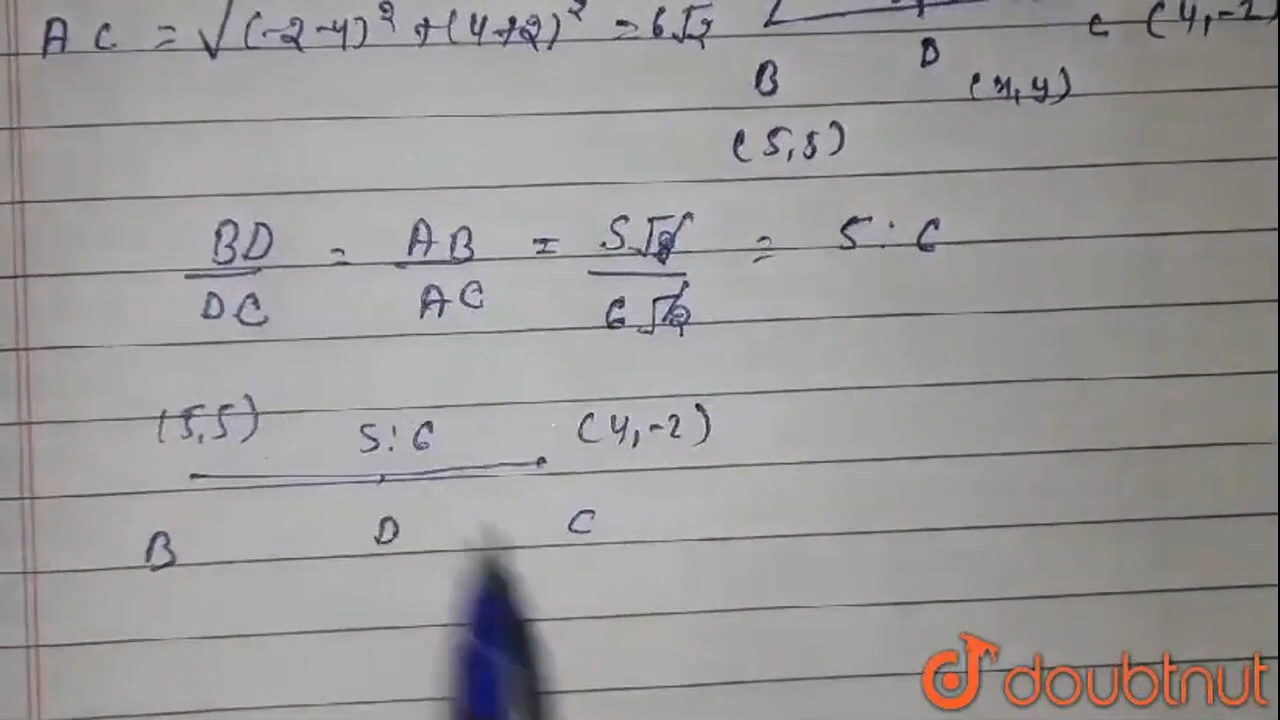 AC = √(-2-4)² + (4+2)² = 6√2
C (4,-2)
B D (x,y)
(5,5)
BD/DC = AB/AC = 5√2/6√2 = 5:6
(5,5) 5:6 (4,-2)
B D C
doubtnut